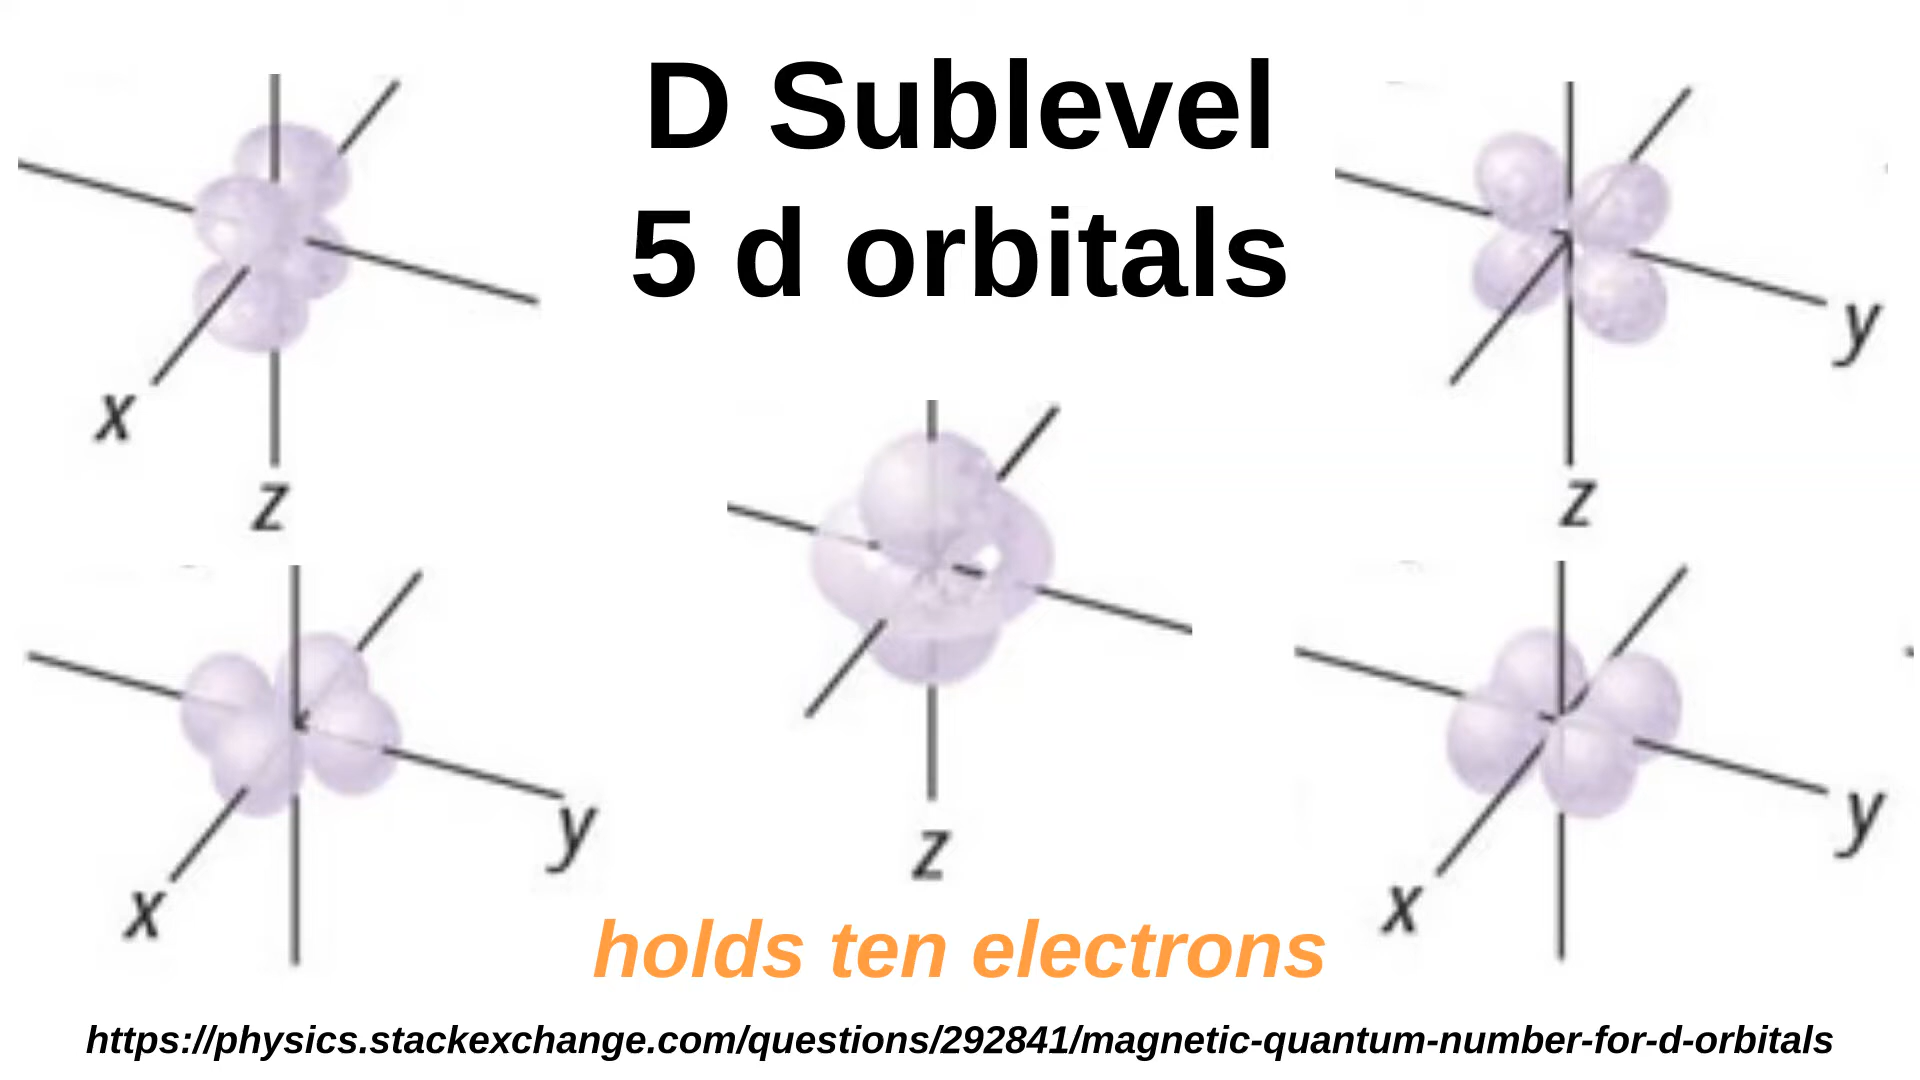 D Sublevel
5 d orbitals
x
z
y
z
x
y
z
x
y
holds ten electrons
https://physics.stackexchange.com/questions/292841/magnetic-quantum-number-for-d-orbitals